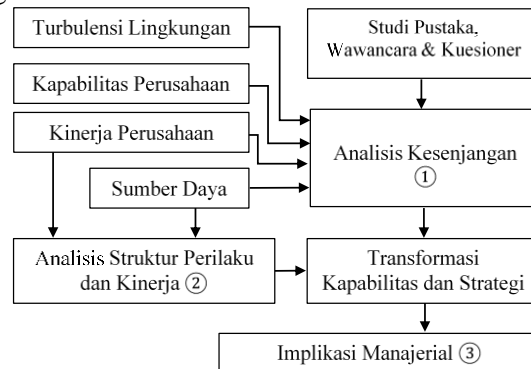 Turbulensi Lingkungan
Studi Pustaka,
Wawancara & Kuesioner
Kapabilitas Perusahaan
Kinerja Perusahaan
Analisis Kesenjangan
①
Sumber Daya
Analisis Struktur Perilaku
dan Kinerja ②
Transformasi
Kapabilitas dan Strategi
Implikasi Manajerial ③